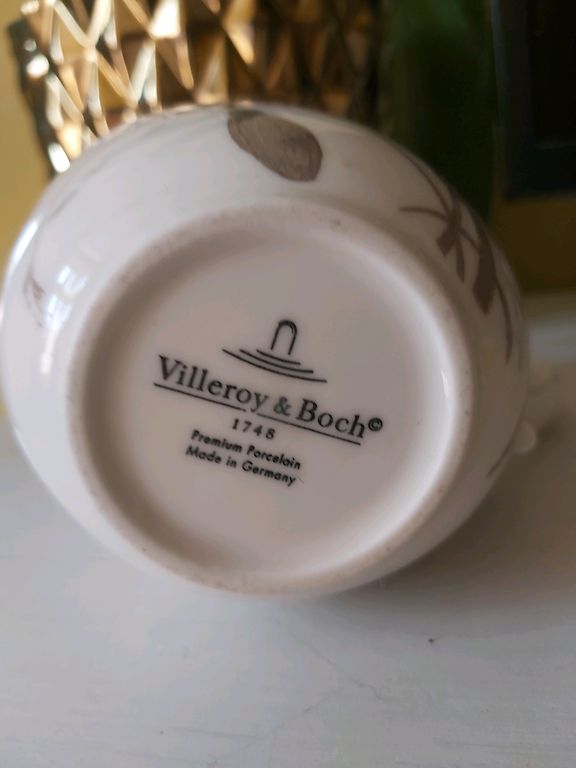 Villeroy & Boch©
1748
Premium Porcelain
Made in Germany